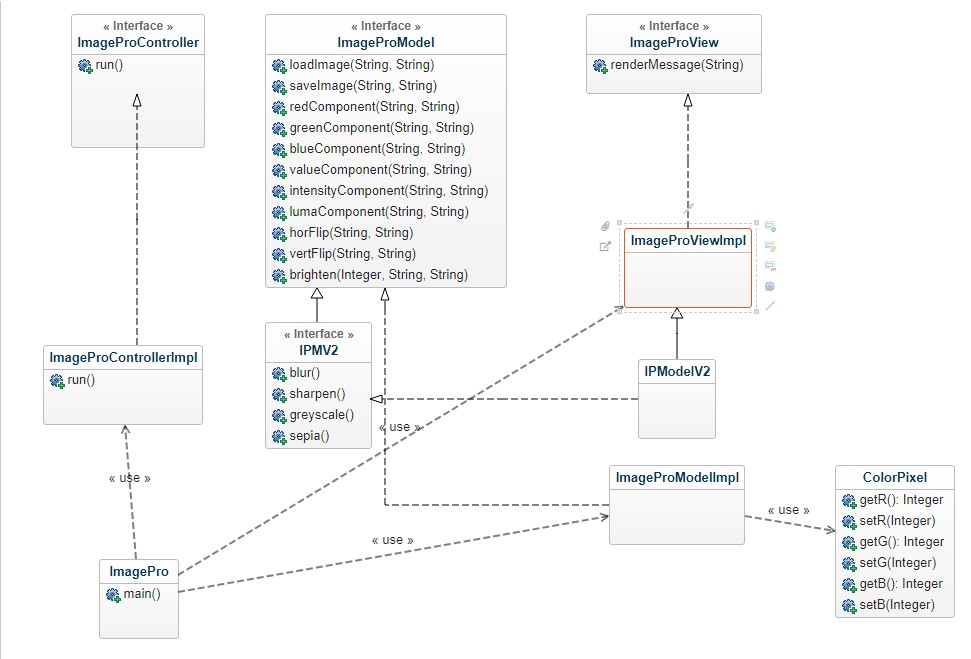 « Interface »
ImageProController
run()
« Interface »
ImageProModel
loadImage(String, String)
saveImage(String, String)
redComponent(String, String)
greenComponent(String, String)
blueComponent(String, String)
valueComponent(String, String)
intensityComponent(String, String)
lumaComponent(String, String)
horFlip(String, String)
vertFlip(String, String)
brighten(Integer, String, String)
« Interface »
ImageProView
renderMessage(String)
ImageProViewImpl
« Interface »
IPMV2
blur()
sharpen()
greyscale()
sepia()
ImageProControllerImpl
run()
IPModelV2
« use »
« use »
ImageProModelImpl
« use »
ColorPixel
getR(): Integer
setR(Integer)
getG(): Integer
setG(Integer)
getB(): Integer
setB(Integer)
« use »
ImagePro
main()